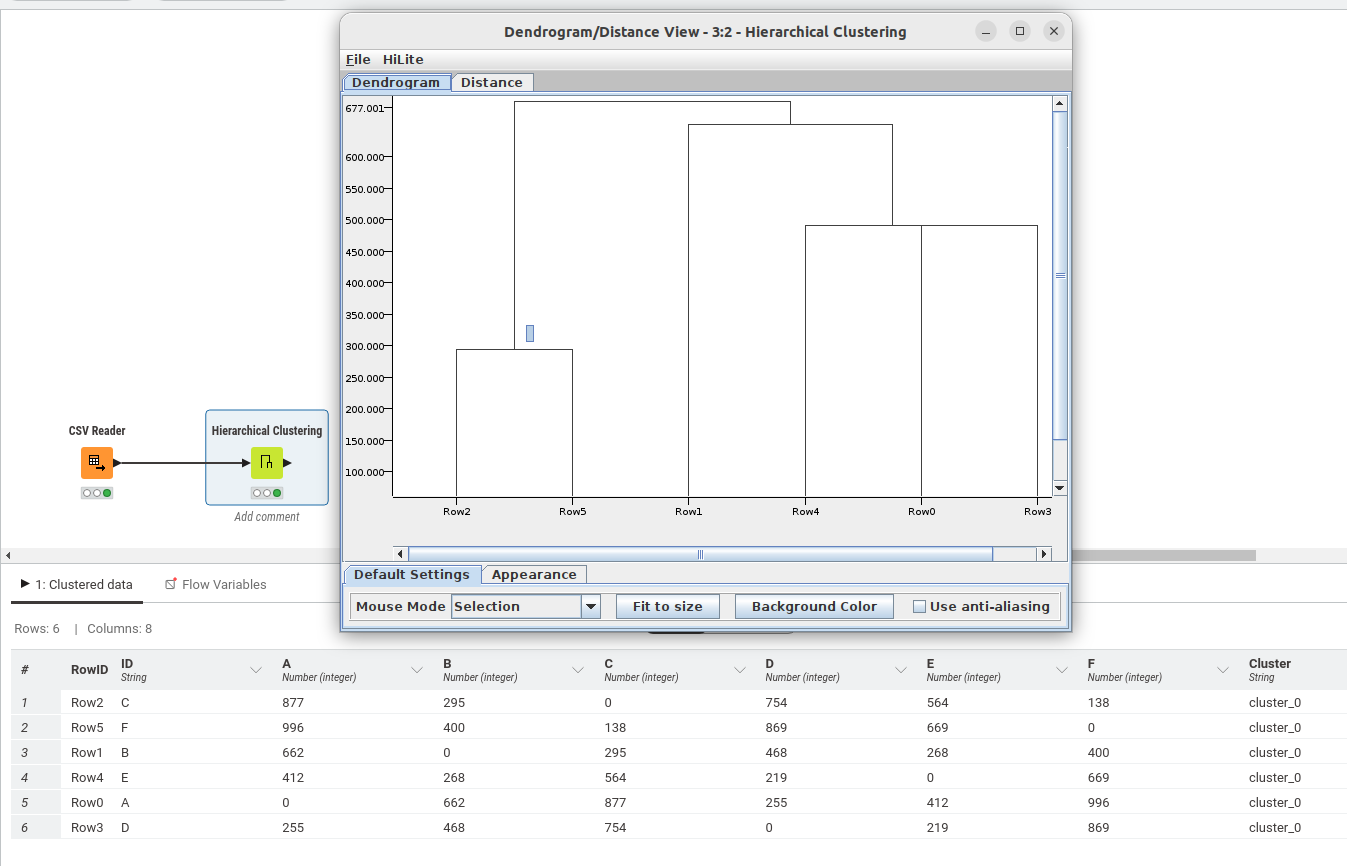 Dendrogram/Distance View - 3:2 - Hierarchical Clustering
File HiLite
Dendrogram Distance
677.001
600.000
550.000
500.000
450.000
400.000
350.000
300.000
250.000
200.000
150.000
100.000
Row2 Row5 Row1 Row4 Row0 Row3
Default Settings Appearance
Mouse Mode Selection Fit to size Background Color Use anti-aliasing
CSV Reader
Hierarchical Clustering
Add comment
1: Clustered data Flow Variables
Rows: 6 | Columns: 8
# RowID ID A B C D E F Cluster
String Number (integer) Number (integer) Number (integer) Number (integer) Number (integer) Number (integer) String
1 Row2 C 877 295 0 754 564 138 cluster_0
2 Row5 F 996 400 138 869 669 0 cluster_0
3 Row1 B 662 0 295 468 268 400 cluster_0
4 Row4 E 412 268 564 219 0 669 cluster_0
5 Row0 A 0 662 877 255 412 996 cluster_0
6 Row3 D 255 468 754 0 219 869 cluster_0